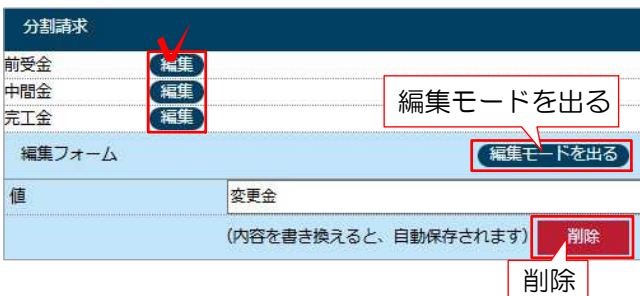 分割請求
前受金 編集
中間金 編集
完工金 編集
編集モードを出る
編集フォーム 編集モードを出る
値 変更金
(内容を書き換えると、自動保存されます) 削除
削除